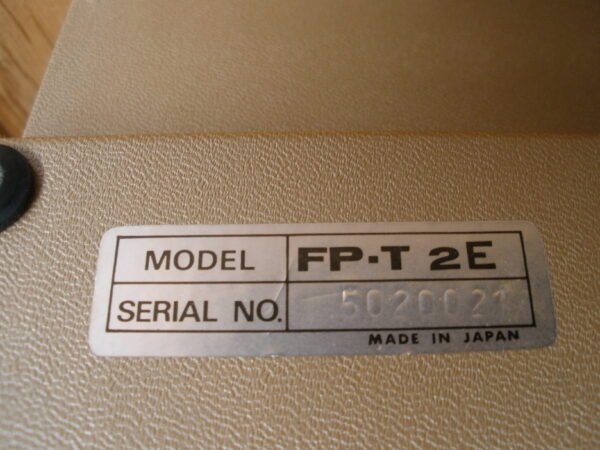 MODEL FP-T 2E
SERIAL NO. 5020021
MADE IN JAPAN